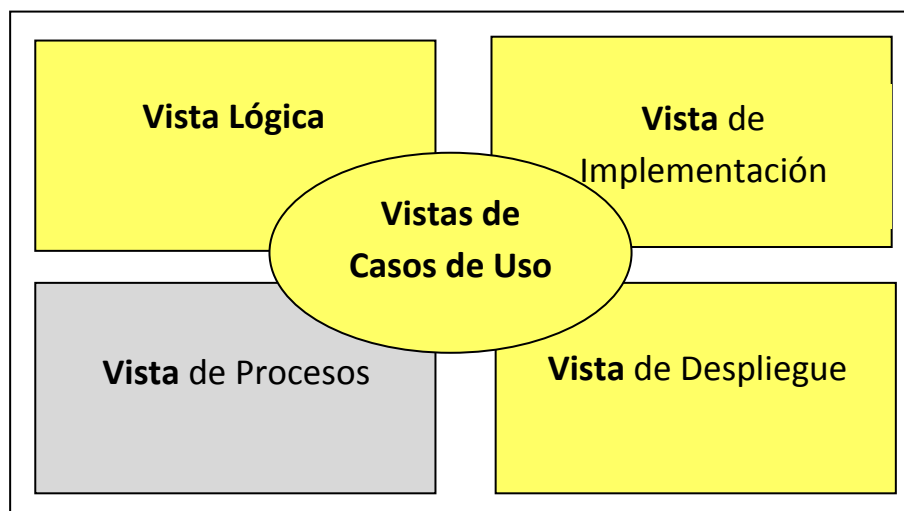 Vista Lógica
Vista de
Implementación
Vistas de
Casos de Uso
Vista de Procesos
Vista de Despliegue